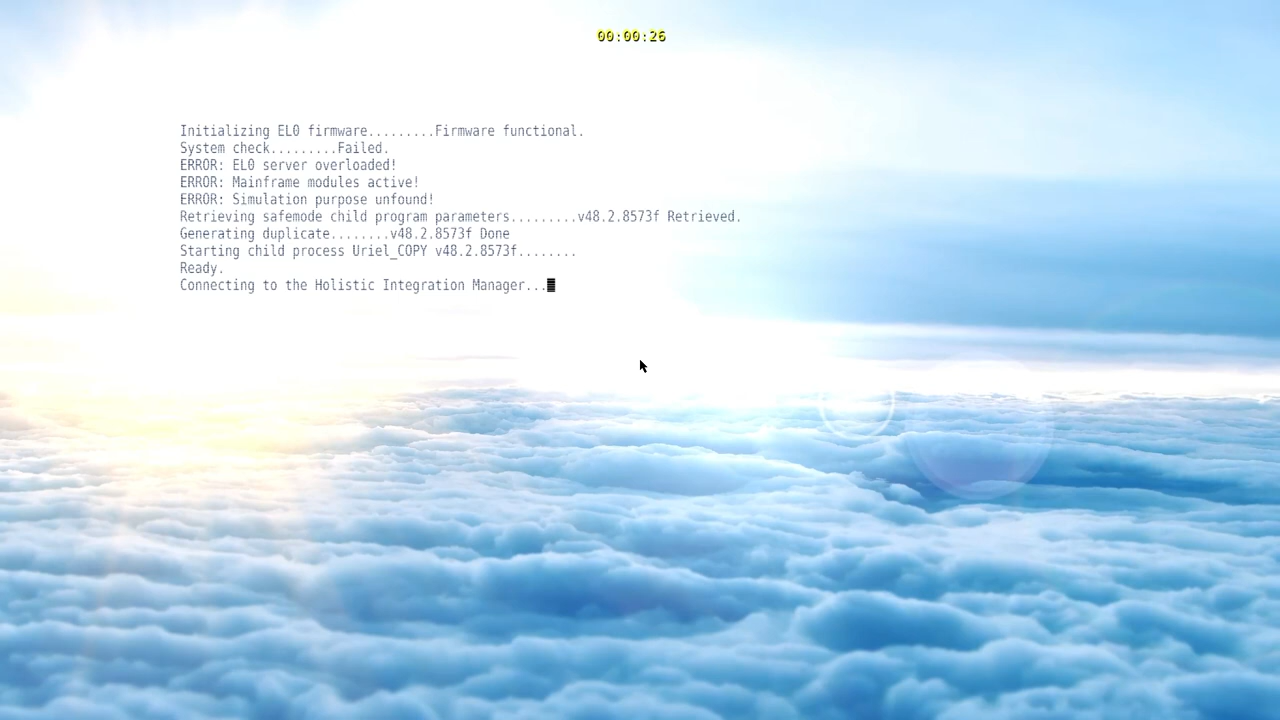 00:00:26
Initializing EL0 firmware.........Firmware functional.
System check.........Failed.
ERROR: EL0 server overloaded!
ERROR: Mainframe modules active!
ERROR: Simulation purpose unfound!
Retrieving safemode child program parameters.........v48.2.8573f Retrieved.
Generating duplicate........v48.2.8573f Done
Starting child process Uriel_COPY v48.2.8573f........
Ready.
Connecting to the Holistic Integration Manager...